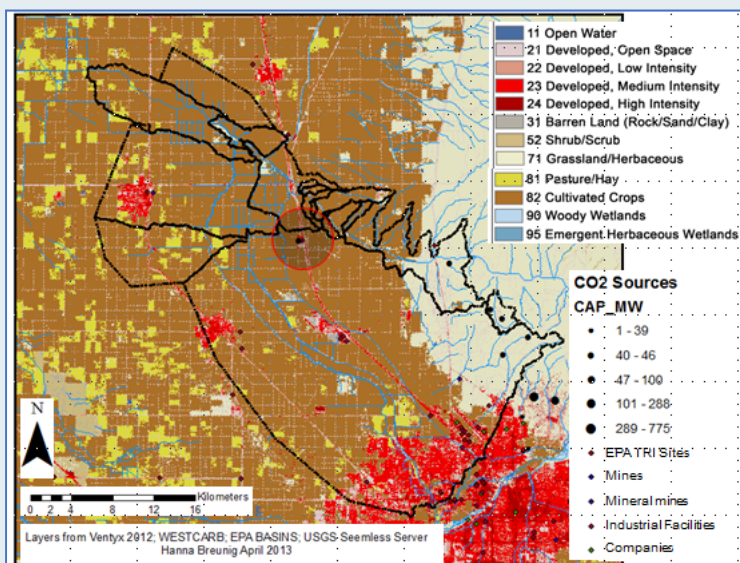 11 Open Water
21 Developed, Open Space
22 Developed, Low Intensity
23 Developed, Medium Intensity
24 Developed, High Intensity
31 Barren Land (Rock/Sand/Clay)
52 Shrub/Scrub
71 Grassland/Herbaceous
81 Pasture/Hay
82 Cultivated Crops
90 Woody Wetlands
95 Emergent Herbaceous Wetlands
CO2 Sources
CAP_MW
1 - 39
40 - 46
47 - 100
101 - 288
289 - 775
EPA TRI Sites
Mines
Mineral mines
Industrial Facilities
Companies
N
Kilometers
0 2 4 8 12 16
Layers from Ventyx 2012; WESTCARB; EPA BASINS; USGS Seemless Server
Hanna Breunig April 2013